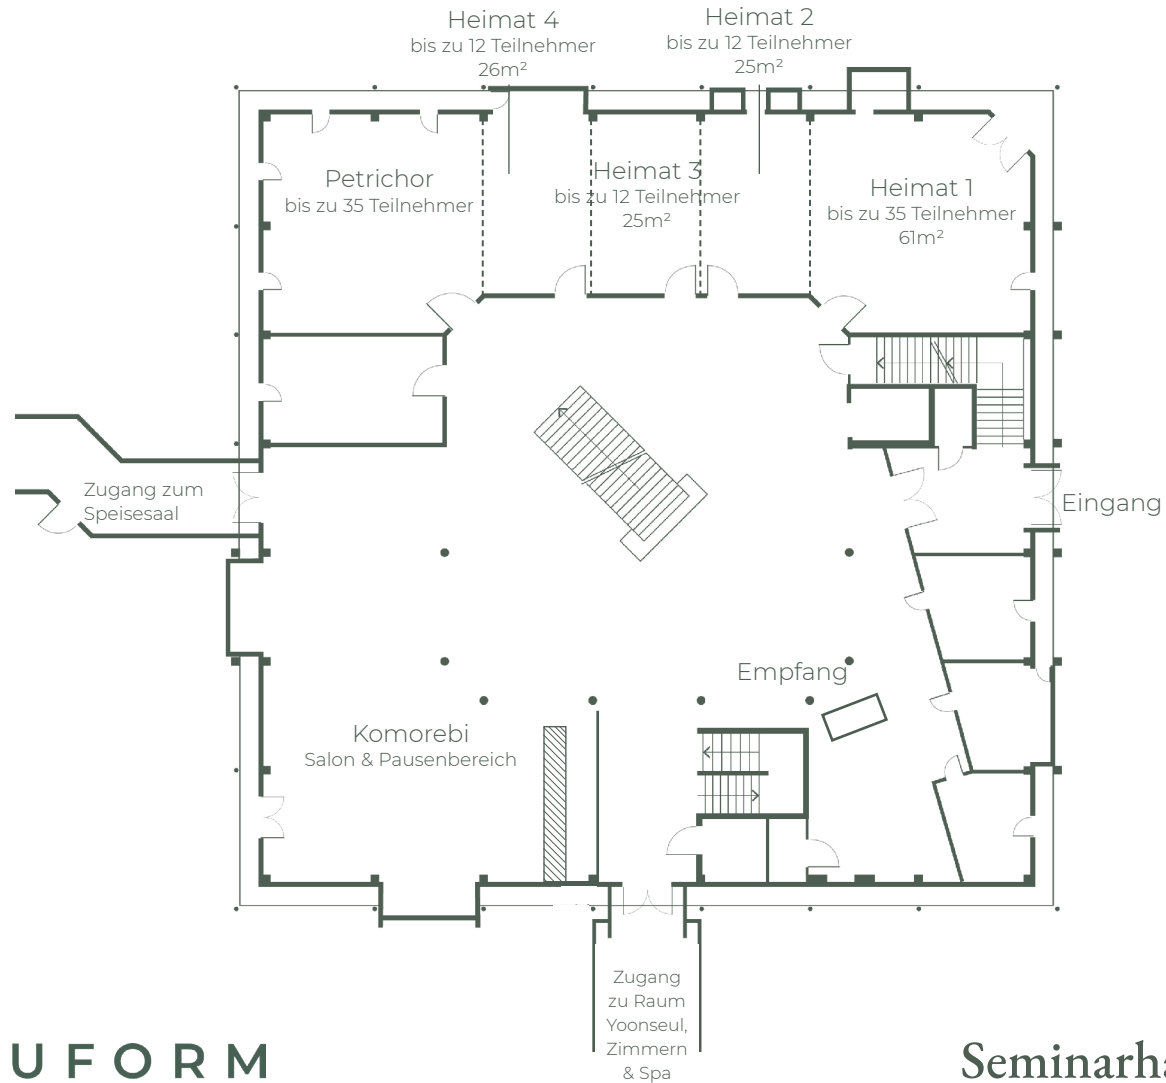 Heimat 4
bis zu 12 Teilnehmer
26m²
Heimat 2
bis zu 12 Teilnehmer
25m²
Petrichor
bis zu 35 Teilnehmer
Heimat 3
bis zu 12 Teilnehmer
25m²
Heimat 1
bis zu 35 Teilnehmer
61m²
Zugang zum
Speisesaal
Eingang
Empfang
Komorebi
Salon & Pausenbereich
Zugang
zu Raum
Yoonseul,
Zimmern
& Spa
UFORM
Seminarha